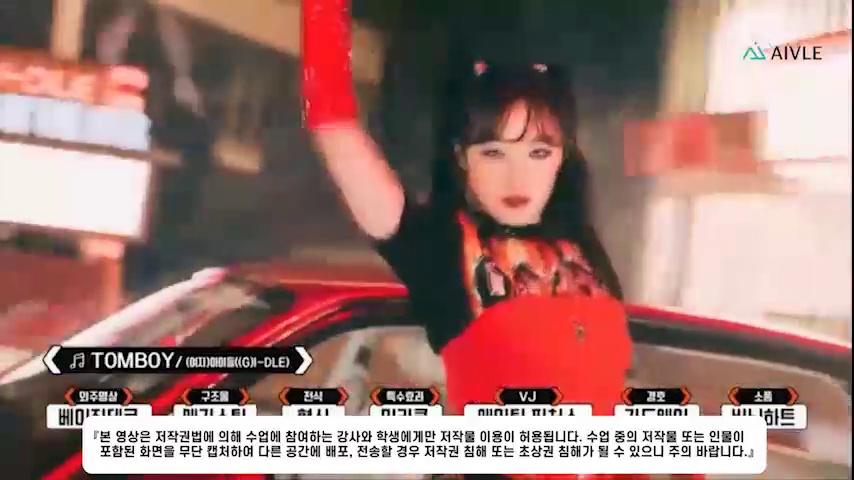 AIVLE
TOMBOY / (여자)아이들((G)I-DLE)
외주영상 구조물 전식 특수효과 VJ 경호 소품
『본 영상은 저작권법에 의해 수업에 참여하는 강사와 학생에게만 저작물 이용이 허용됩니다. 수업 중의 저작물 또는 인물이
포함된 화면을 무단 캡처하여 다른 공간에 배포, 전송할 경우 저작권 침해 또는 초상권 침해가 될 수 있으니 주의 바랍니다.』